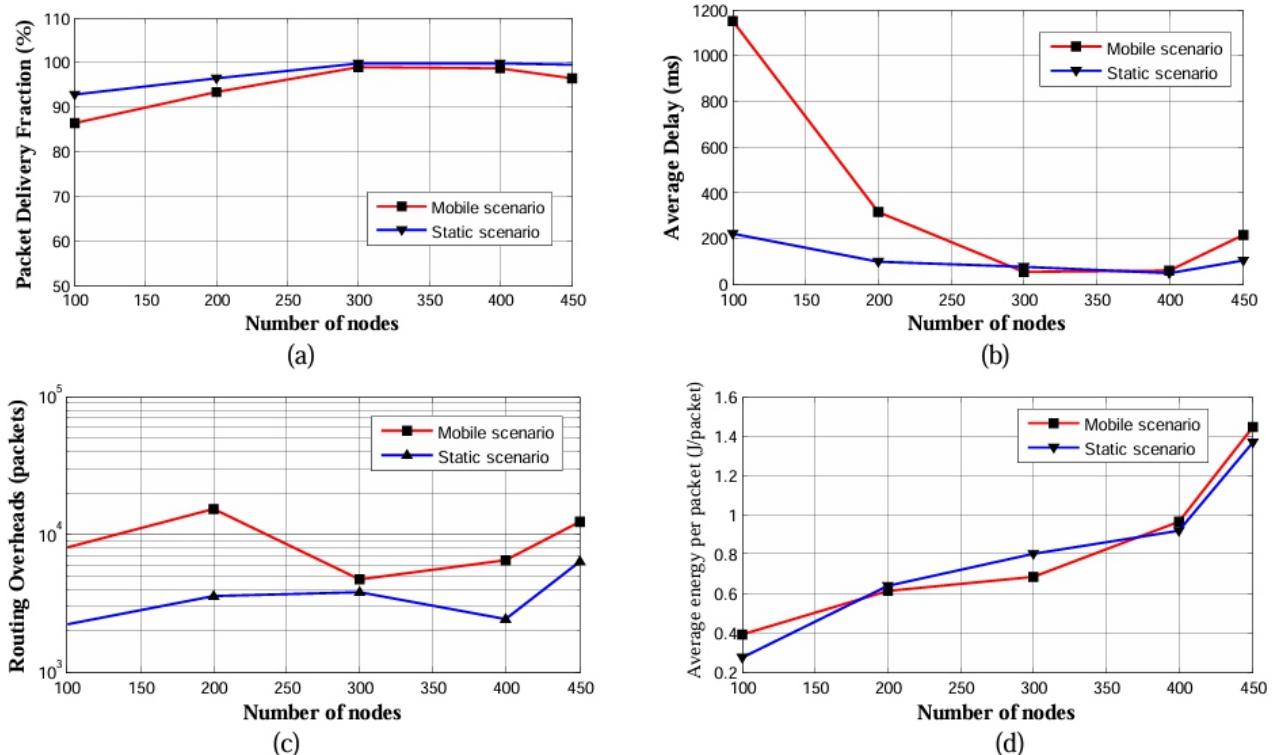 Packet Delivery Fraction (%)
110
100
90
80
70
60
50
Mobile scenario
Static scenario
100 150 200 250 300 350 400 450
Number of nodes
(a)
Average Delay (ms)
1200
1000
800
600
400
200
0
Mobile scenario
Static scenario
100 150 200 250 300 350 400 450
Number of nodes
(b)
Routing Overheads (packets)
10^5
10^4
10^3
Mobile scenario
Static scenario
100 150 200 250 300 350 400 450
Number of nodes
(c)
Average energy per packet (J/packet)
1.6
1.4
1.2
1
0.8
0.6
0.4
0.2
Mobile scenario
Static scenario
100 150 200 250 300 350 400 450
Number of nodes
(d)